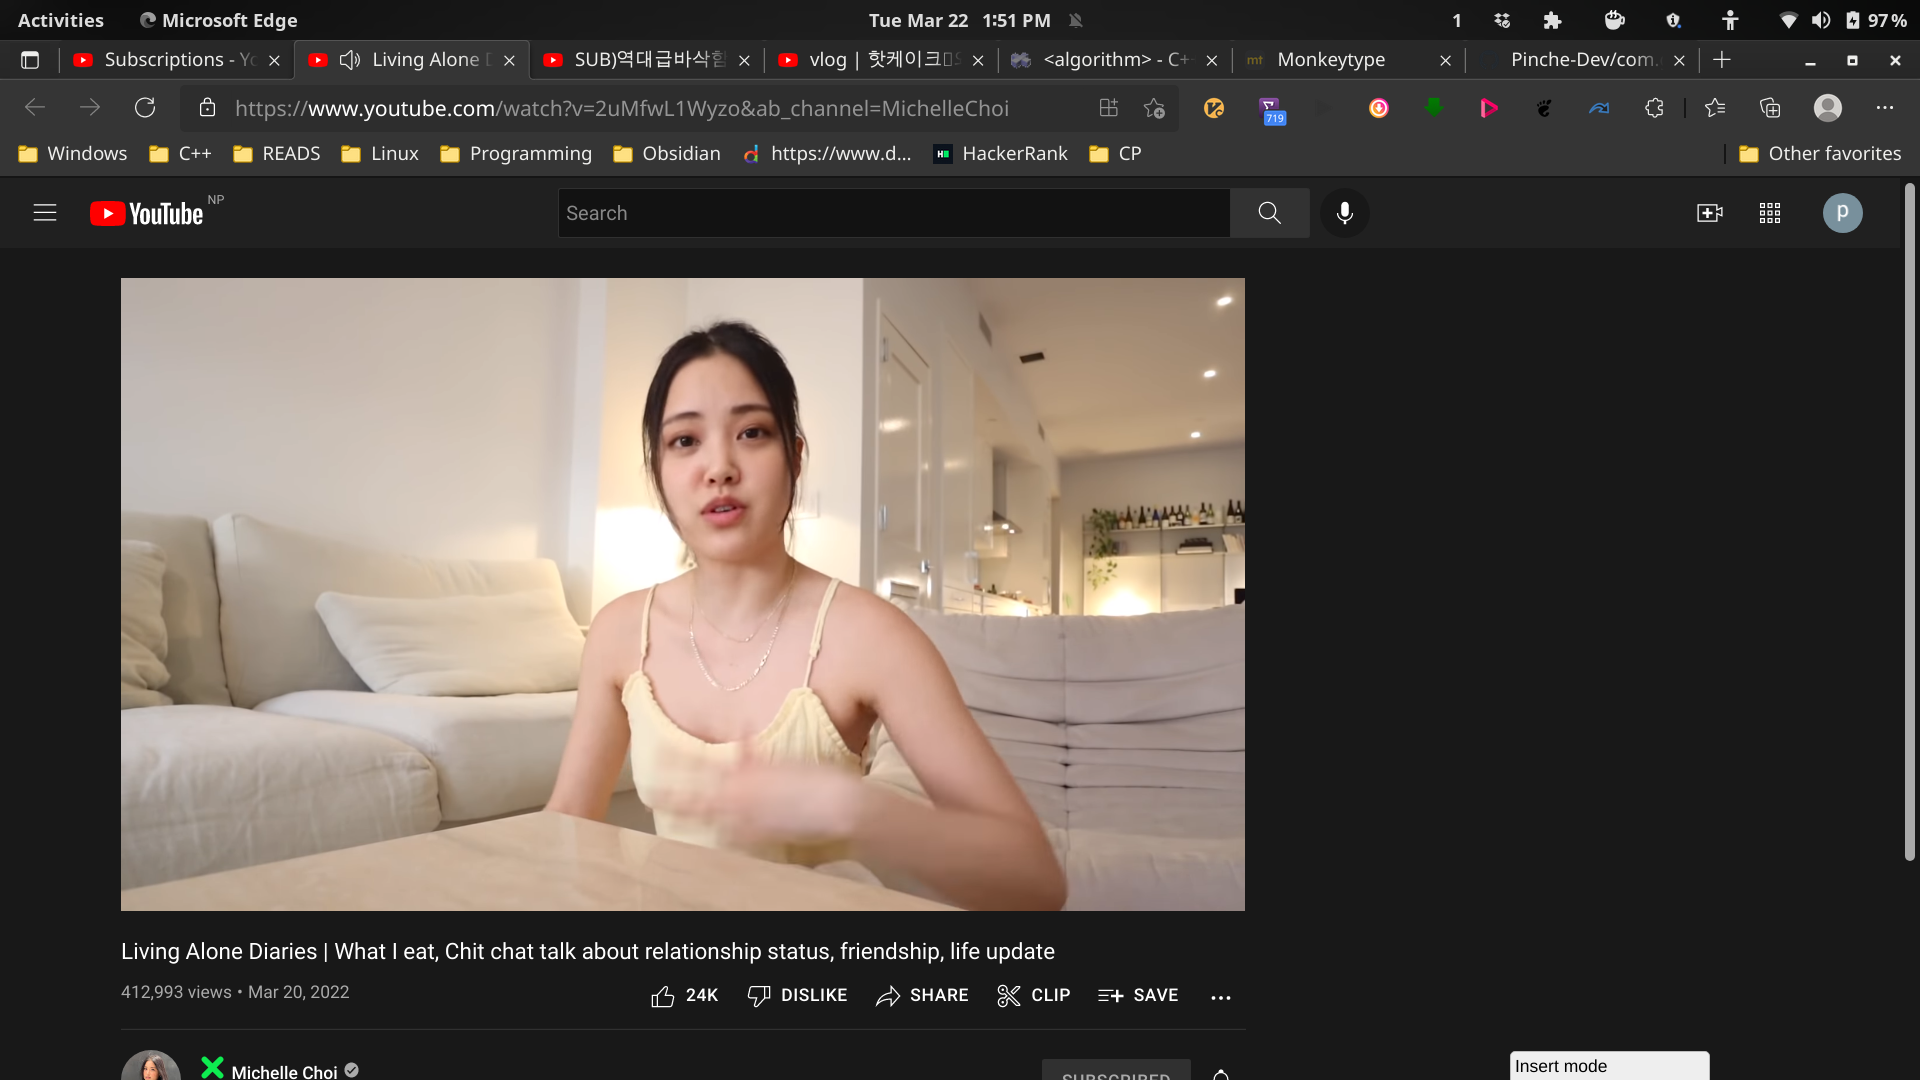 Activities Microsoft Edge Tue Mar 22 1:51 PM 1 97%
Subscriptions - Yo Living Alone D SUB)역대급바삭함 vlog | 핫케이크 <algorithm> - C+ mt Monkeytype Pinche-Dev/com.
https://www.youtube.com/watch?v=2uMfwL1Wyzo&ab_channel=MichelleChoi 719
Windows C++ READS Linux Programming Obsidian https://www.d... HackerRank CP Other favorites
YouTube NP Search p
Living Alone Diaries | What I eat, Chit chat talk about relationship status, friendship, life update
412,993 views • Mar 20, 2022 24K DISLIKE SHARE CLIP SAVE
Michelle Choi SUBSCRIBED Insert mode